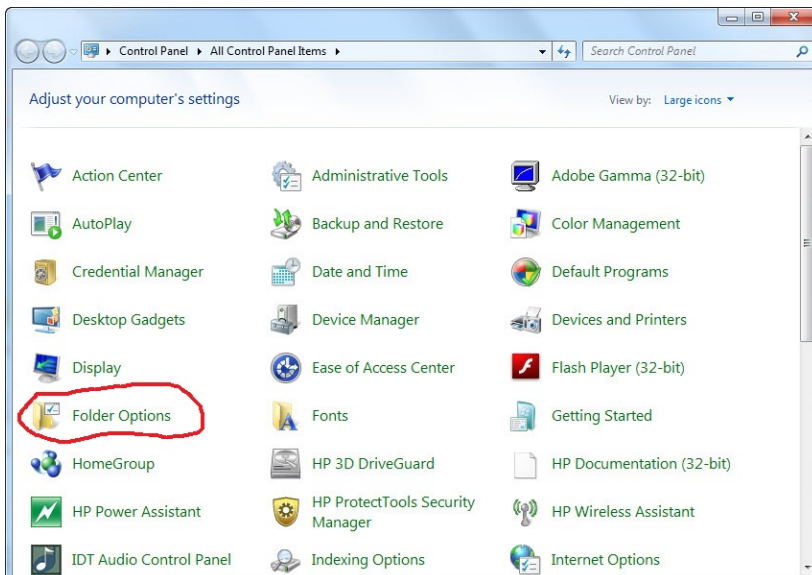 Control Panel All Control Panel Items Search Control Panel
Adjust your computer's settings View by: Large icons
Action Center Administrative Tools Adobe Gamma (32-bit)
AutoPlay Backup and Restore Color Management
Credential Manager Date and Time Default Programs
Desktop Gadgets Device Manager Devices and Printers
Display Ease of Access Center Flash Player (32-bit)
Folder Options Fonts Getting Started
HomeGroup HP 3D DriveGuard HP Documentation (32-bit)
HP Power Assistant HP ProtectTools Security Manager HP Wireless Assistant
IDT Audio Control Panel Indexing Options Internet Options